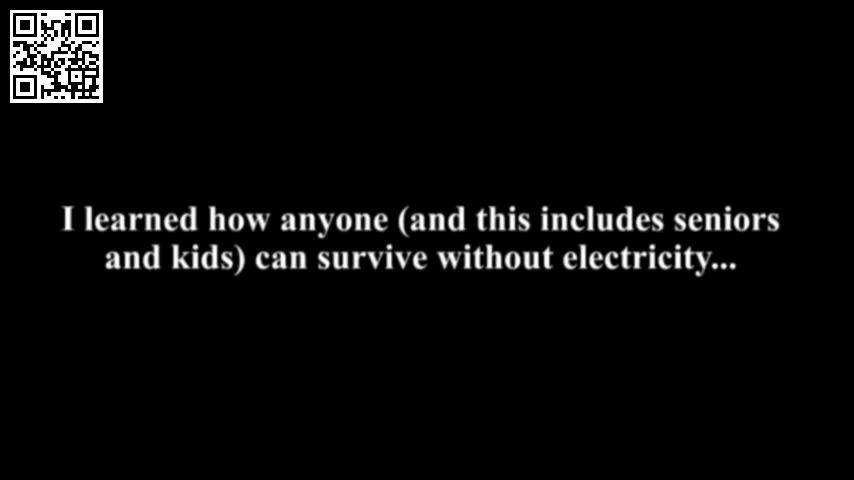 I learned how anyone (and this includes seniors
and kids) can survive without electricity...